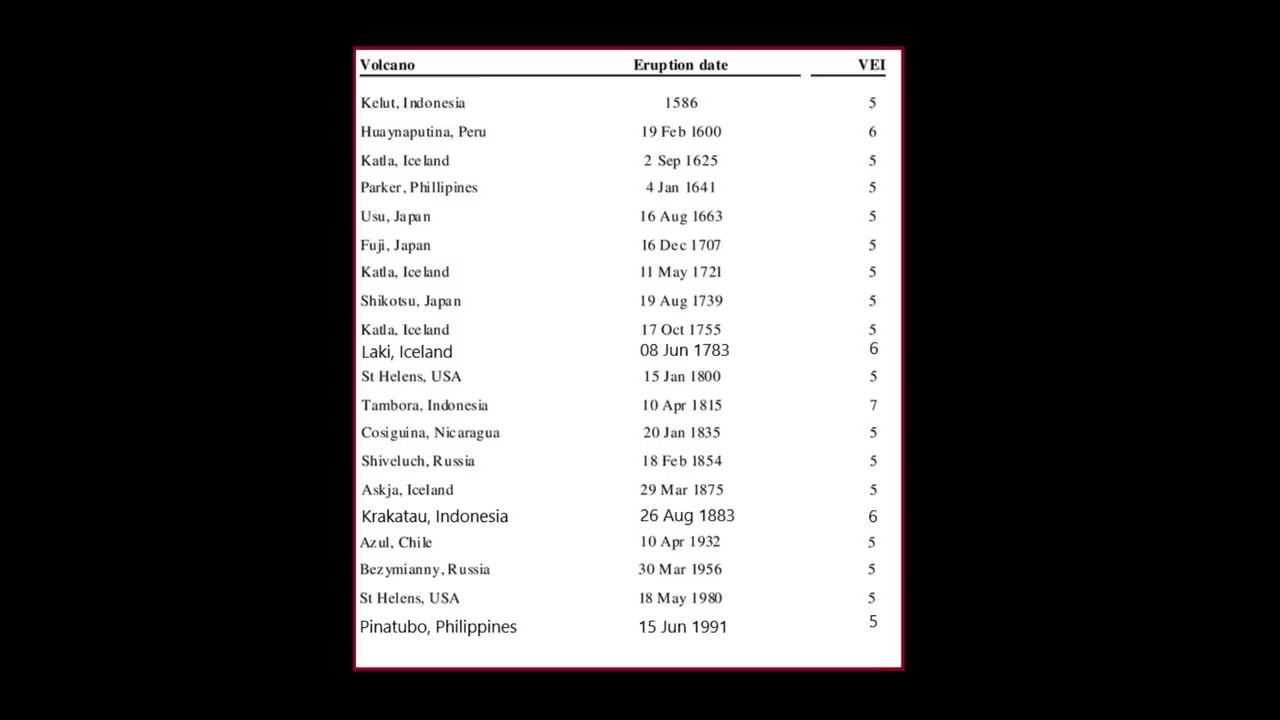 Volcano Eruption date VEI
Kelut, Indonesia 1586 5
Huaynaputina, Peru 19 Feb 1600 6
Katla, Iceland 2 Sep 1625 5
Parker, Phillipines 4 Jan 1641 5
Usu, Japan 16 Aug 1663 5
Fuji, Japan 16 Dec 1707 5
Katla, Iceland 11 May 1721 5
Shikotsu, Japan 19 Aug 1739 5
Katla, Iceland 17 Oct 1755 5
Laki, Iceland 08 Jun 1783 6
St Helens, USA 15 Jan 1800 5
Tambora, Indonesia 10 Apr 1815 7
Cosiguina, Nicaragua 20 Jan 1835 5
Shiveluch, Russia 18 Feb 1854 5
Askja, Iceland 29 Mar 1875 5
Krakatau, Indonesia 26 Aug 1883 6
Azul, Chile 10 Apr 1932 5
Bezymianny, Russia 30 Mar 1956 5
St Helens, USA 18 May 1980 5
Pinatubo, Philippines 15 Jun 1991 5